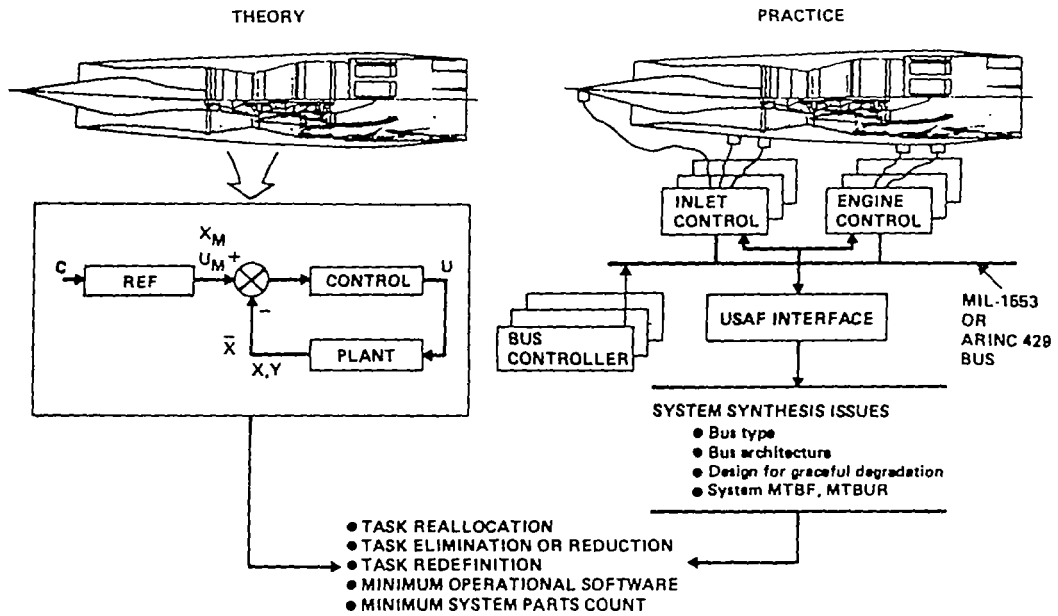 THEORY
PRACTICE
X_M
C
REF
U_M +
−
CONTROL
U
X̄
X,Y
PLANT
INLET
CONTROL
ENGINE
CONTROL
BUS
CONTROLLER
USAF INTERFACE
MIL-1553
OR
ARINC 429
BUS
SYSTEM SYNTHESIS ISSUES
● Bus type
● Bus architecture
● Design for graceful degradation
● System MTBF, MTBUR
● TASK REALLOCATION
● TASK ELIMINATION OR REDUCTION
● TASK REDEFINITION
● MINIMUM OPERATIONAL SOFTWARE
● MINIMUM SYSTEM PARTS COUNT